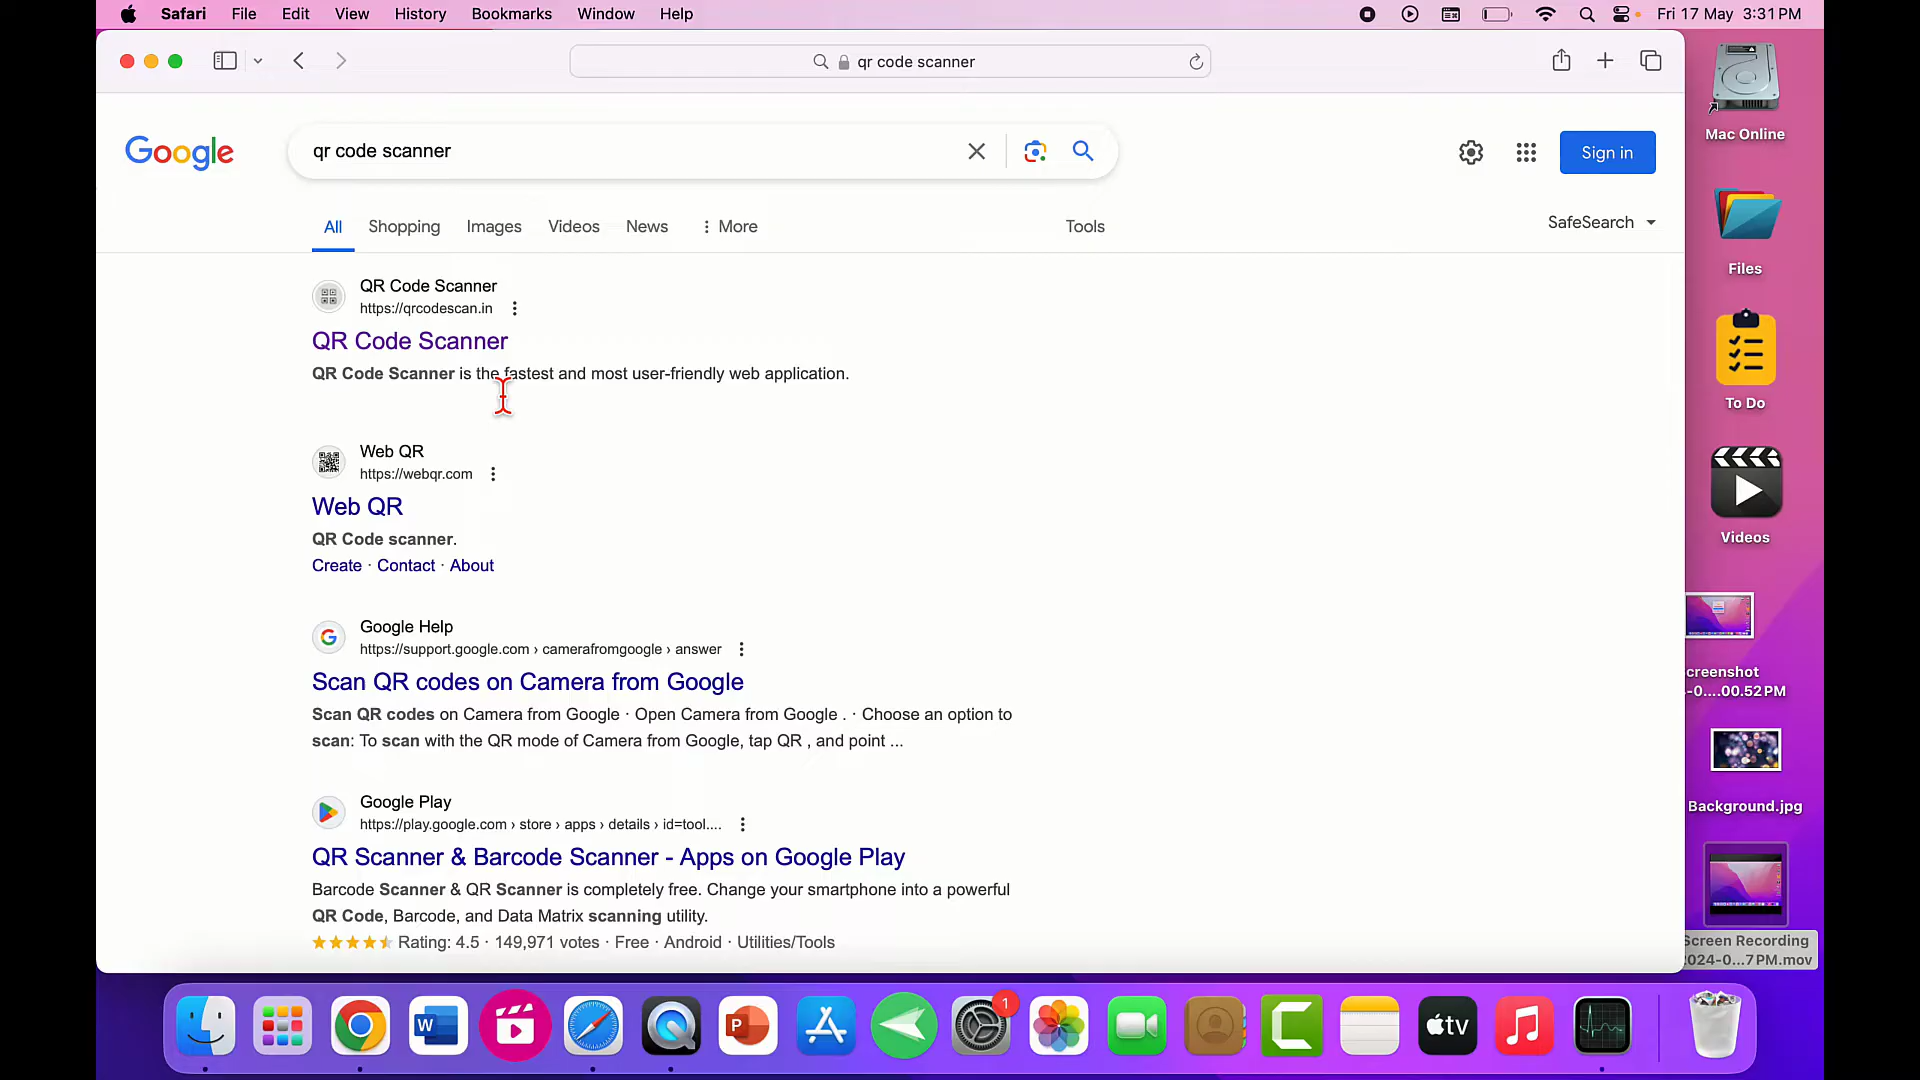 Safari File Edit View History Bookmarks Window Help Fri 17 May 3:31 PM
qr code scanner
Google qr code scanner Sign in
All Shopping Images Videos News More Tools SafeSearch
QR Code Scanner
https://qrcodescan.in
QR Code Scanner
QR Code Scanner is the fastest and most user-friendly web application.
Web QR
https://webqr.com
Web QR
QR Code scanner.
Create · Contact · About
Google Help
https://support.google.com › camerafromgoogle › answer
Scan QR codes on Camera from Google
Scan QR codes on Camera from Google · Open Camera from Google . · Choose an option to
scan: To scan with the QR mode of Camera from Google, tap QR , and point ...
Google Play
https://play.google.com › store › apps › details › id=tool....
QR Scanner & Barcode Scanner - Apps on Google Play
Barcode Scanner & QR Scanner is completely free. Change your smartphone into a powerful
QR Code, Barcode, and Data Matrix scanning utility.
Rating: 4.5 · 149,971 votes · Free · Android · Utilities/Tools
Mac Online
Files
To Do
Videos
creenshot
-0....00.52 PM
Background.jpg
Screen Recording
2024-0...7 PM.mov
W
P
1
tv